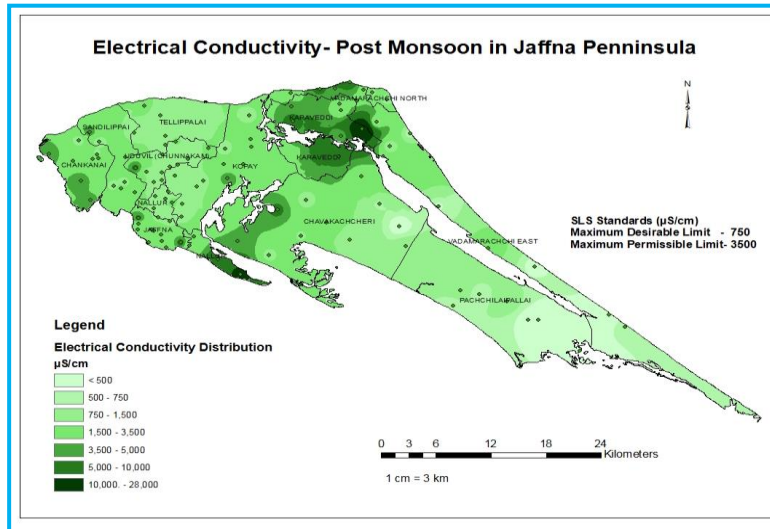 Electrical Conductivity- Post Monsoon in Jaffna Penninsula
N
VADAMARACHCHI NORTH
KARAVEDDI
TELLIPPALAI
SANDILIPPAI
UDUVIL(CHUNNAKAM)
KARAVEDDI
CHANKANAI
KOPAY
NALLUR
CHAVAKACHCHERI
JAFFNA
SLS Standards (µS/cm)
Maximum Desirable Limit - 750
Maximum Permissible Limit- 3500
VADAMARACHCHI EAST
NALLUR
PACHCHILAIPALLAI
Legend
Electrical Conductivity Distribution
µS/cm
< 500
500 - 750
750 - 1,500
1,500 - 3,500
3,500 - 5,000
5,000 - 10,000
10,000. - 28,000
0 3 6 12 18 24
Kilometers
1 cm = 3 km